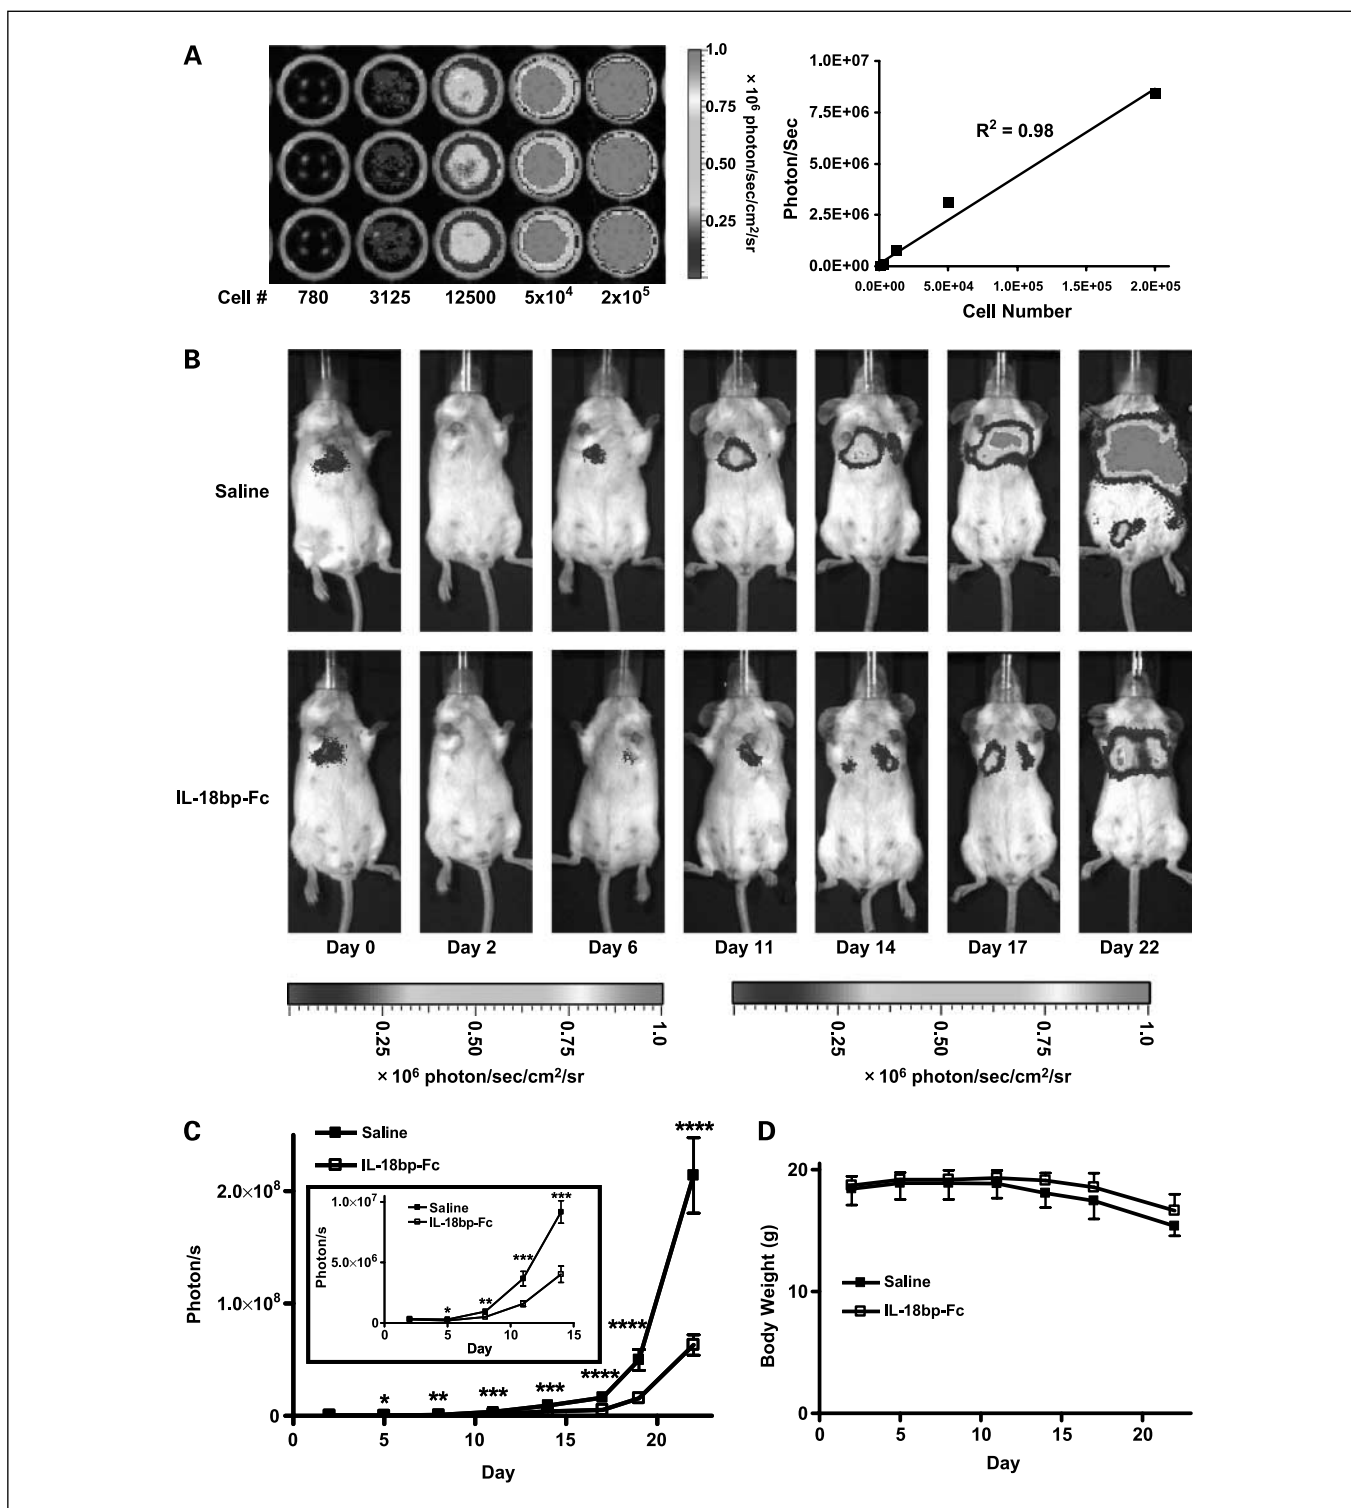 A
1.0
0.75
0.50
0.25
× 10⁶ photon/sec/cm²/sr
Cell #
780
3125
12500
5x10⁴
2x10⁵
1.0E+07
7.5E+06
5.0E+06
2.5E+06
0.0E+00
Photon/Sec
R² = 0.98
0.0E+00
5.0E+04
1.0E+05
1.5E+05
2.0E+05
Cell Number
B
Saline
IL-18bp-Fc
Day 0
Day 2
Day 6
Day 11
Day 14
Day 17
Day 22
0.25
0.50
0.75
1.0
× 10⁶ photon/sec/cm²/sr
0.25
0.50
0.75
1.0
× 10⁶ photon/sec/cm²/sr
C
Saline
IL-18bp-Fc
2.0×10⁸
1.0×10⁸
0
Photon/s
****
****
****
***
***
**
*
0
5
10
15
20
Day
1.0×10⁷
5.0×10⁶
0
Photon/s
Saline
IL-18bp-Fc
***
***
**
*
0
5
10
15
Day
D
20
10
0
Body Weight (g)
Saline
IL-18bp-Fc
0
5
10
15
20
Day